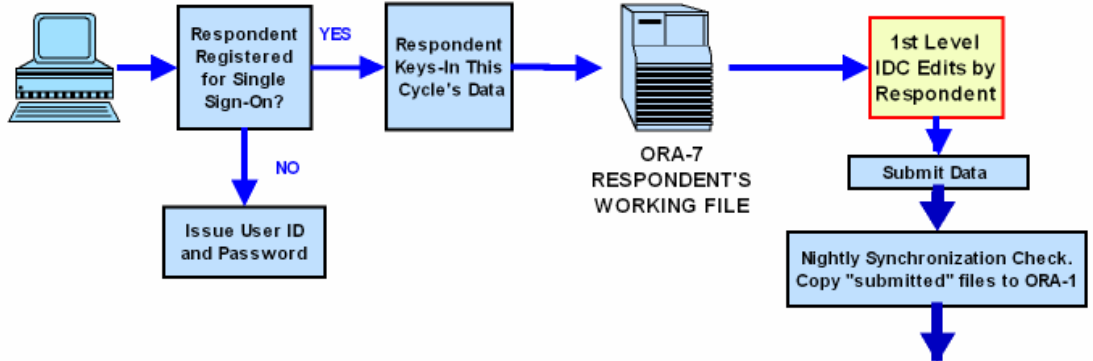 Respondent
Registered
for Single
Sign-On?
YES
NO
Issue User ID
and Password
Respondent
Keys-In This
Cycle's Data
ORA-7
RESPONDENT'S
WORKING FILE
1st Level
IDC Edits by
Respondent
Submit Data
Nightly Synchronization Check.
Copy "submitted" files to ORA-1